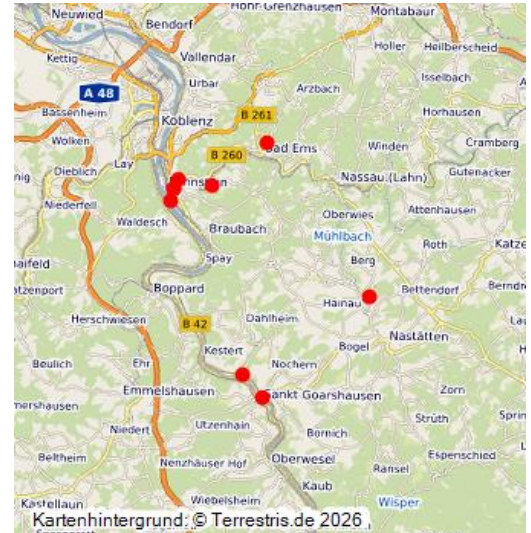 Neuwied
Bendorf
Höhr-Grenzhausen
Montabaur
Kettig
Vallendar
Holler
Heilberscheid
Urbar
Isselbach
A 48
Arzbach
Bassenheim
Koblenz
B 261
Horhausen
Wolken
Cramberg
Lay
B 260
Bad Ems
Winden
Dieblich
Gutenacker
Nassau (Lahn)
Niederfell
Waldesch
Oberwies
Attenhausen
Braubach
Mühlbach
Roth
Spay
Berg
Boppard
Hainau
Bettendorf
Herschwiesen
B 42
Dahlheim
Nastätten
Kestert
Bogel
Beulich
Ehr
Nochern
Emmelshausen
Sankt Goarshausen
Zorn
Utzenhain
Strüth
Niedert
Bornich
Beltheim
Nenzhäuser Hof
Oberwesel
Espenschied
Ransel
Kaub
Kastellaun
Wiebelsheim
Wisper
Kartenhintergrund: © Terrestris.de 2026